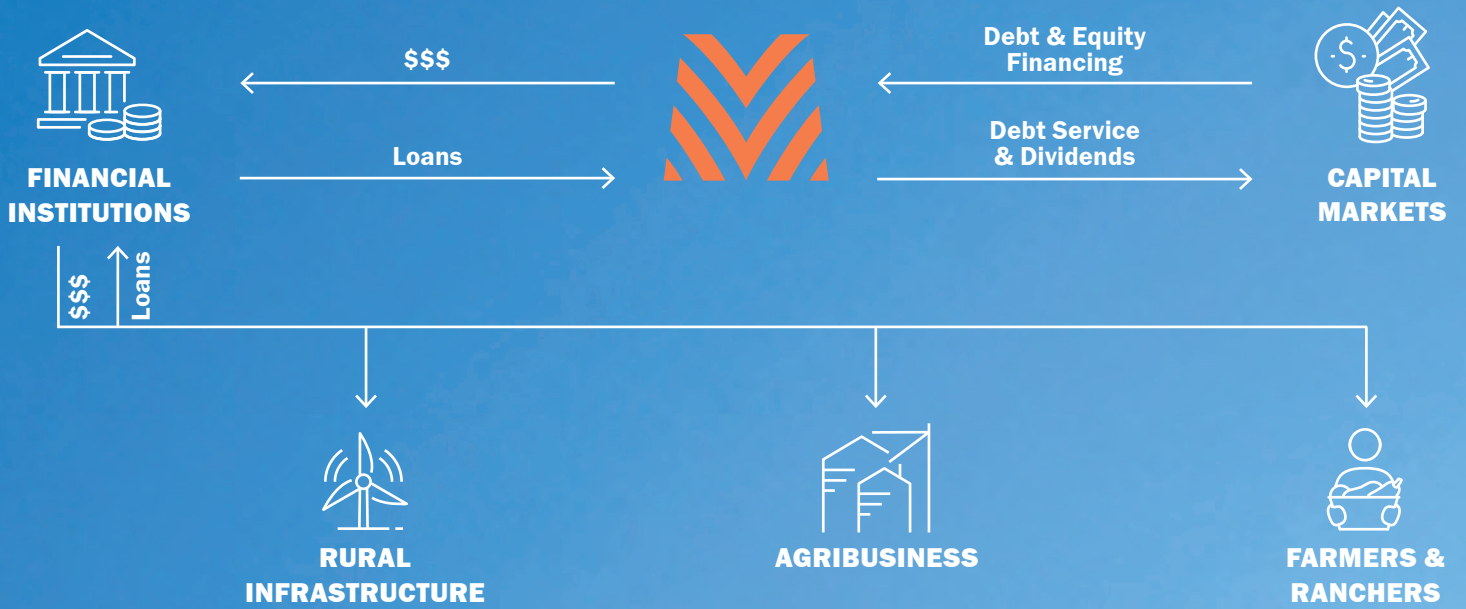 $$$
Debt & Equity
Financing
Loans
Debt Service
& Dividends
FINANCIAL
INSTITUTIONS
CAPITAL
MARKETS
$$$
Loans
RURAL
INFRASTRUCTURE
AGRIBUSINESS
FARMERS &
RANCHERS